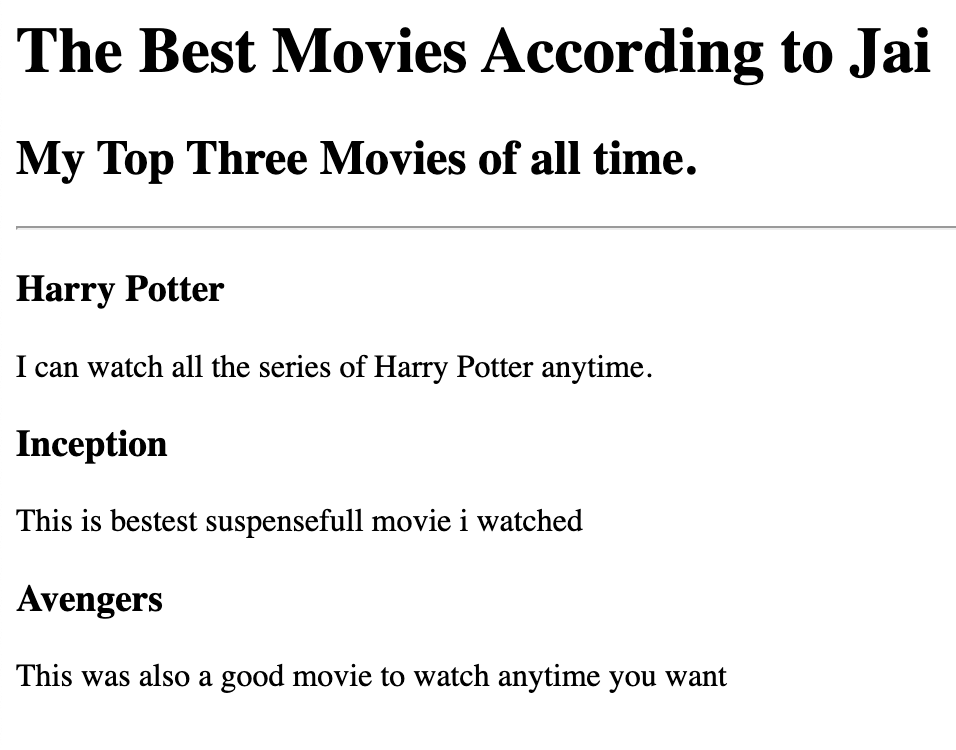 The Best Movies According to Jai
My Top Three Movies of all time.
Harry Potter
I can watch all the series of Harry Potter anytime.
Inception
This is bestest suspensefull movie i watched
Avengers
This was also a good movie to watch anytime you want